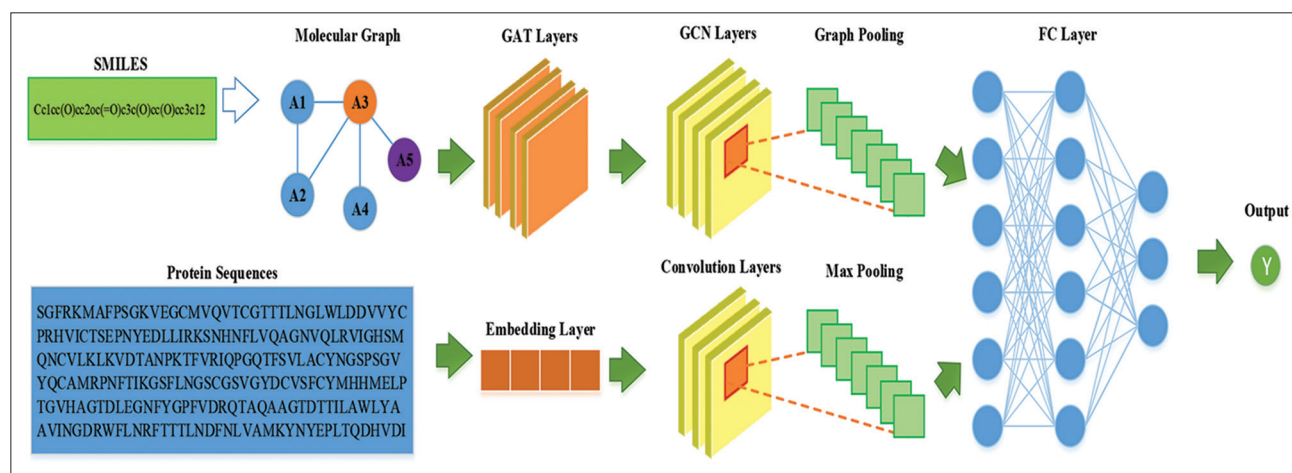 Molecular Graph
GAT Layers
GCN Layers
Graph Pooling
FC Layer
SMILES
Cc1cc(O)cc2oc(=O)c3c(O)cc(O)cc3c12
A1
A3
A5
A2
A4
Output
Y
Protein Sequences
SGFRKMAFPSGKVEGCMVQVTCGTTTLNGLWLDDVVYC
PRHVICTSEPNYEDLLIRKSNHNFLVQAGNVQLRVIGHSM
QNCVLKLKVDTANPKTFVRIQPGQTFSVLACYNGSPSGV
YQCAMRPNFTIKGSFLNGSCGSVGYDCVSFCYMHHMELP
TGVHAGTDLEGNFYGPFVDRQTAQAAGTDTTILAWLYA
AVINGDRWFLNRFTTTLNDFNLVAMKYNYEPLTQDHVDI
Embedding Layer
Convolution Layers
Max Pooling